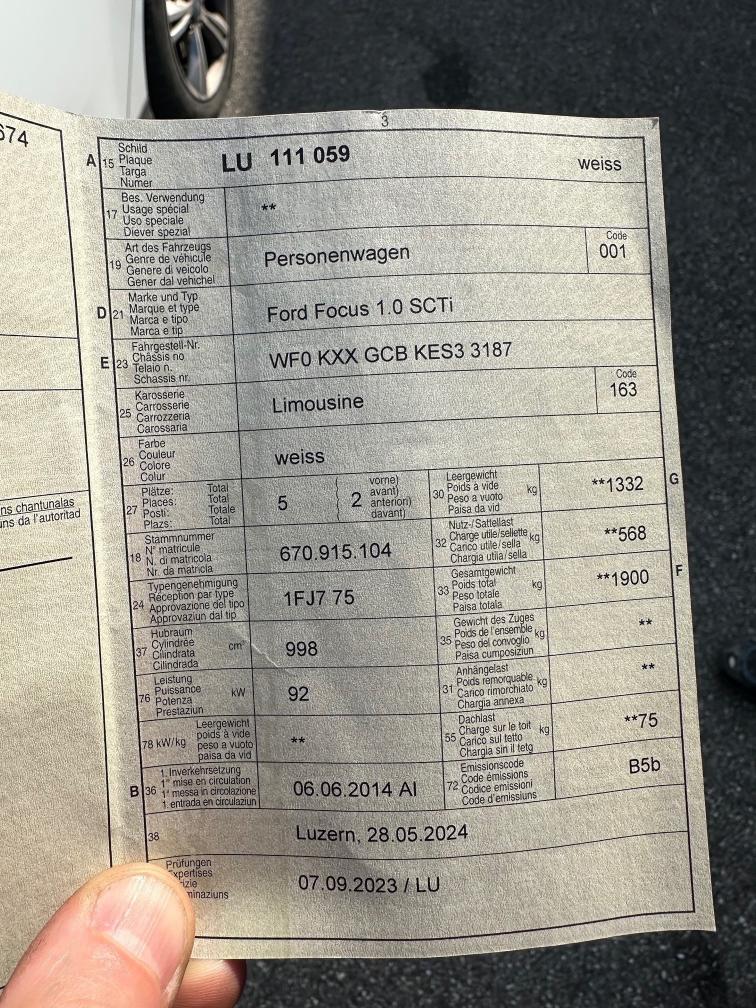 674
3
A 15 Schild
Plaque
Targa
Numer
LU 111 059 weiss
17 Bes. Verwendung
Usage spécial
Uso speciale
Diever spezial
**
19 Art des Fahrzeugs
Genre de véhicule
Genere di veicolo
Gener dal vehichel
Personenwagen
Code
001
D 21 Marke und Typ
Marque et type
Marca e tipo
Marca e tip
Ford Focus 1.0 SCTi
E 23 Fahrgestell-Nr.
Châssis no
Telaio n.
Schassis nr.
WF0 KXX GCB KES3 3187
25 Karosserie
Carrosserie
Carrozzeria
Carossaria
Limousine
Code
163
26 Farbe
Couleur
Colore
Colur
weiss
27 Plätze: Total
Places: Total
Posti: Totale
Plazs: Total
5
2
vorne)
avant)
anteriori)
davant)
30 Leergewicht
Poids à vide
Peso a vuoto
Paisa da vid
kg
**1332
G
18 Stammnummer
N° matricule
N. di matricola
Nr. da matricla
670.915.104
32 Nutz-/Sattellast
Charge utile/sellette
Carico utile/sella
Chargia utila/sella
kg
**568
24 Typengenehmigung
Réception par type
Approvazione del tipo
Approvaziun dal tip
1FJ7 75
33 Gesamtgewicht
Poids total
Peso totale
Paisa totala
kg
**1900
F
37 Hubraum
Cylindrée
Cilindrata
Cilindrada
cm³
998
35 Gewicht des Zuges
Poids de l'ensemble
Peso del convoglio
Paisa cumposiziun
kg
**
76 Leistung
Puissance
Potenza
Prestaziun
kW
92
31 Anhängelast
Poids remorquable
Carico rimorchiato
Chargia annexa
kg
**
78 kW/kg
Leergewicht
poids à vide
peso a vuoto
paisa da vid
**
55 Dachlast
Charge sur le toit
Carico sul tetto
Chargia sin il tetg
kg
**75
B 36 1. Inverkehrsetzung
1re mise en circulation
1a messa in circolazione
1. entrada en circulaziun
06.06.2014 AI
72 Emissionscode
Code émissions
Codice emissioni
Code d'emissiuns
B5b
38
Luzern, 28.05.2024
Prüfungen
xpertises
izie
minaziuns
07.09.2023 / LU
ns chantunalas
uns da l'autoritad